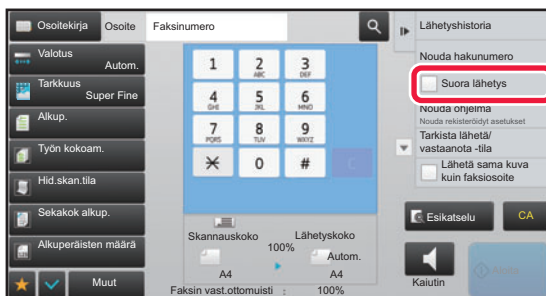 Osoitekirja
Osoite
Faksinumero
Lähetyshistoria
Valotus
Autom.
Tarkkuus
Super Fine
Alkup.
Työn kokoam.
Hid.skan.tila
Sekakok alkup.
Alkuperäisten määrä
Muut
1
2
ABC
3
DEF
4
GHI
5
JKL
6
MNO
7
PQRS
8
TUV
9
WXYZ
0
#
C
Skannauskoko
100%
Lähetyskoko
Autom.
A4
A4
Faksin vast.ottomuisti : 100%
Nouda hakunumero
Suora lähetys
Nouda ohjelma
Nouda rekisteröidyt asetukset
Tarkista lähetä/
vastaanota -tila
Lähetä sama kuva
kuin faksiosoite
Esikatselu
CA
Kaiutin
Aloita